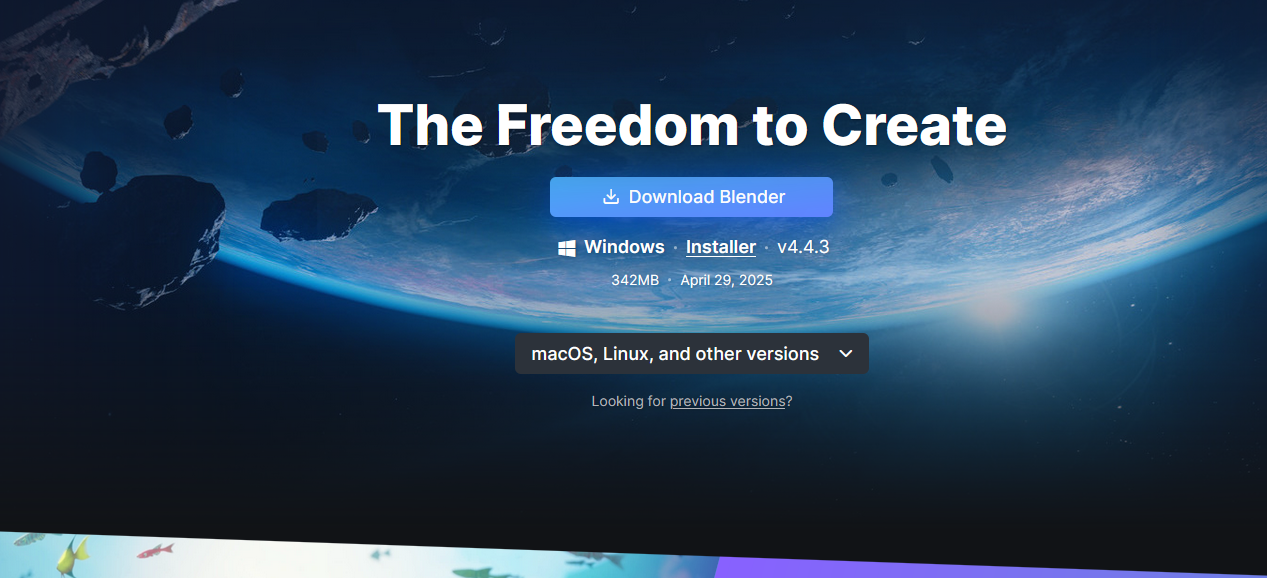 The Freedom to Create
Download Blender
Windows · Installer · v4.4.3
342MB · April 29, 2025
macOS, Linux, and other versions
Looking for previous versions?